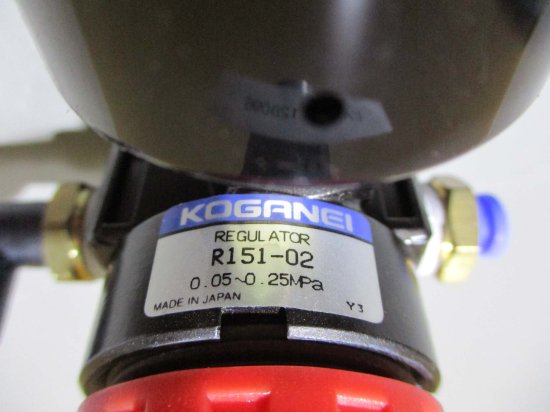 KOGANEI
REGULATOR
R151-02
0.05~0.25MPa
MADE IN JAPAN Y3